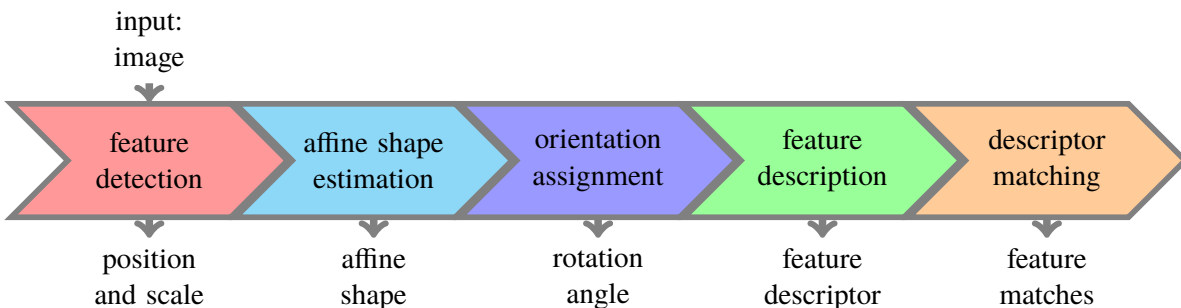 input:
image
feature
detection
affine shape
estimation
orientation
assignment
feature
description
descriptor
matching
position
and scale
affine
shape
rotation
angle
feature
descriptor
feature
matches